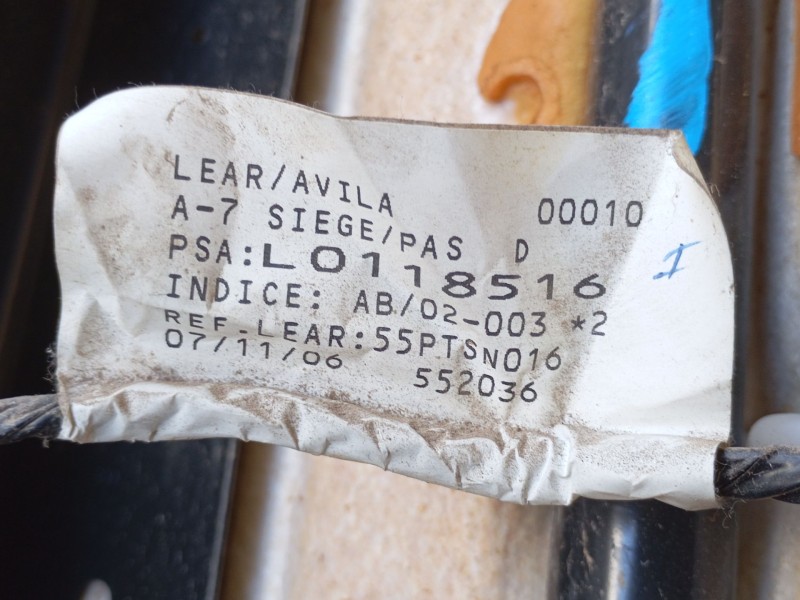 LEAR/AVILA 00010
A-7 SIEGE/PAS D
PSA:L0118516
INDICE: AB/02-003 *2
REF-LEAR:55PTSN016
07/11/06 552036
I